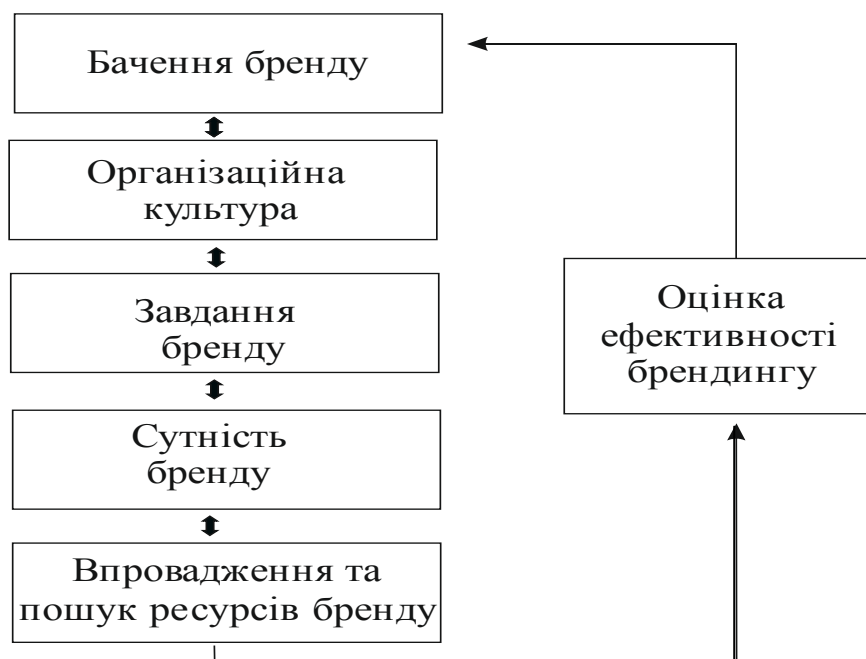 Бачення бренду
Організаційна
культура
Завдання
бренду
Сутність
бренду
Впровадження та
пошук ресурсів бренду
Оцінка
ефективності
брендингу